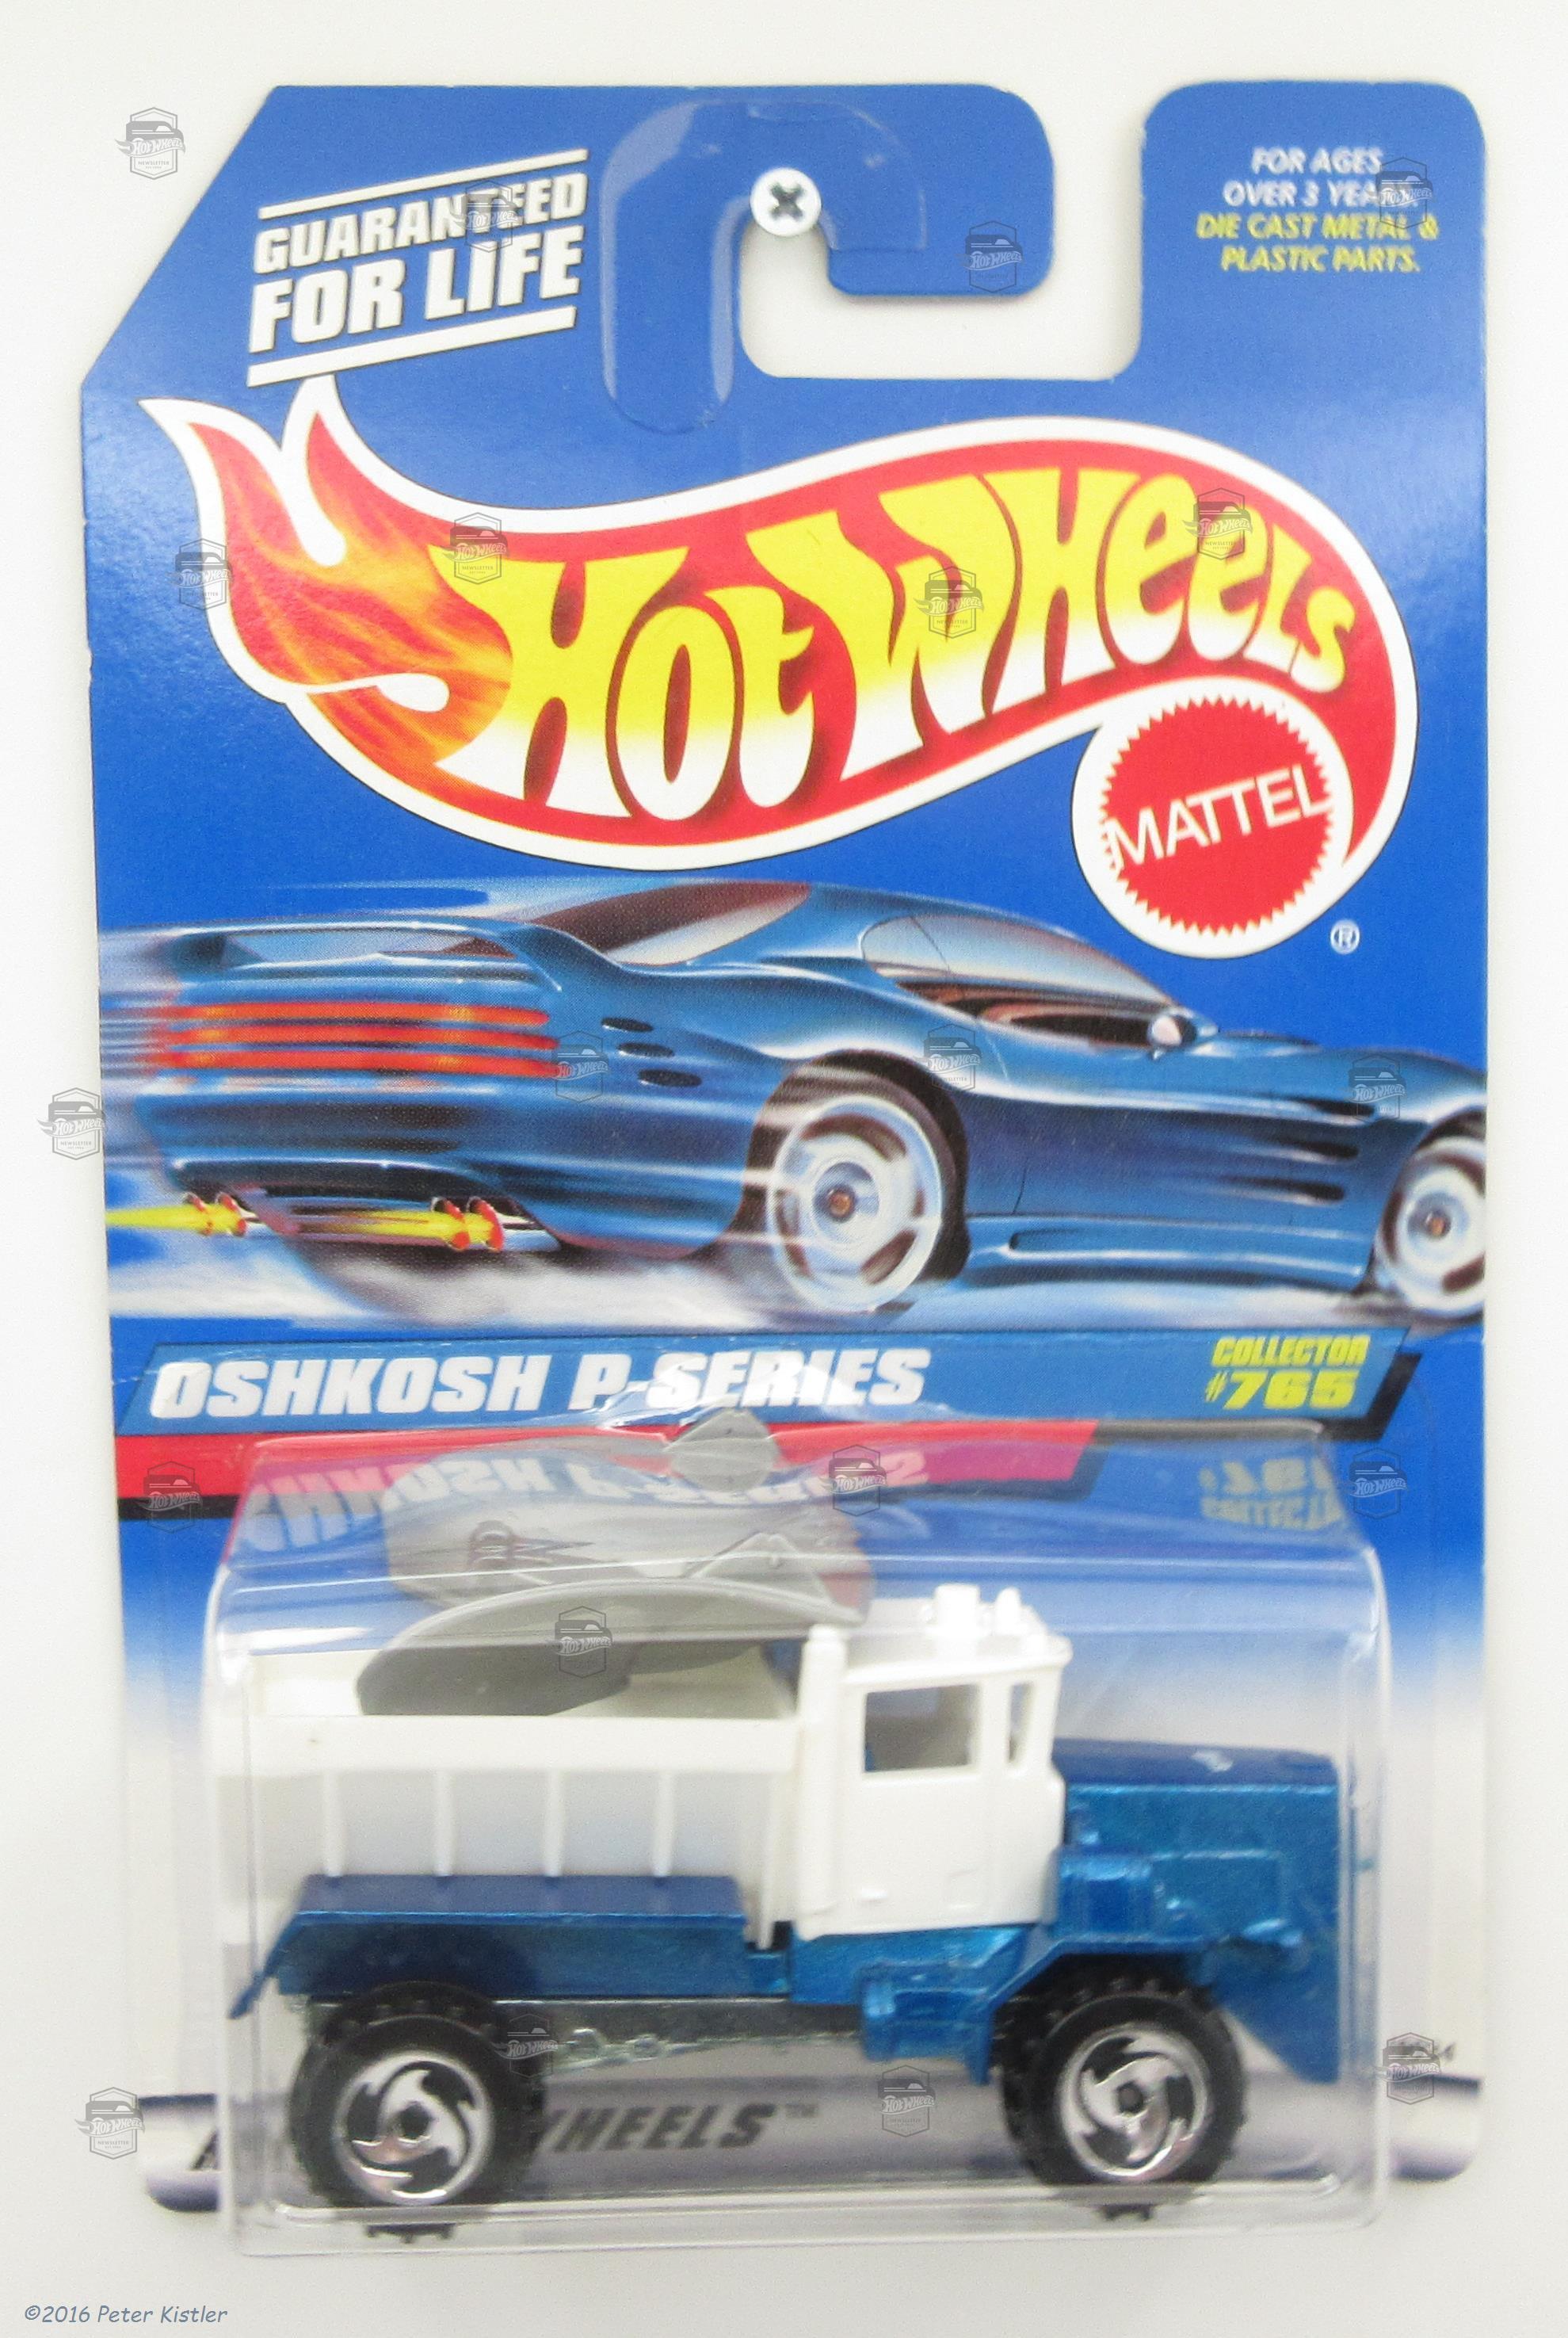 GUARANTEED
FOR LIFE
FOR AGES
OVER 3 YEARS.
DIE CAST METAL &
PLASTIC PARTS.
HOT WHEELS
MATTEL
®
OSHKOSH P-SERIES
COLLECTOR
#765
WHEELS™
©2016 Peter Kistler